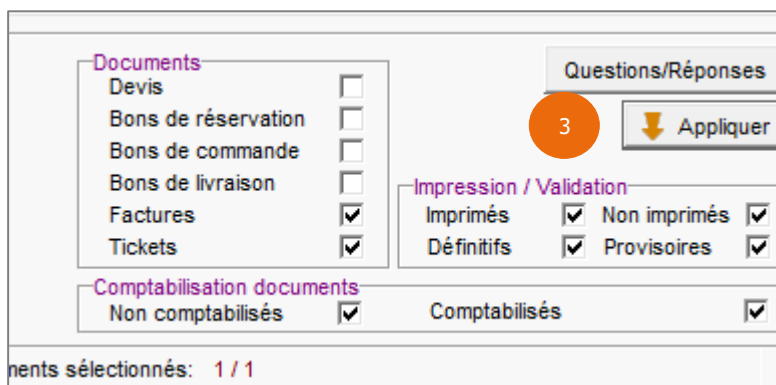 Documents
Devis
Bons de réservation
Bons de commande
Bons de livraison
Factures
Tickets
Questions/Réponses
3
Appliquer
Impression / Validation
Imprimés Non imprimés
Définitifs Provisoires
Comptabilisation documents
Non comptabilisés Comptabilisés
ments sélectionnés: 1 / 1